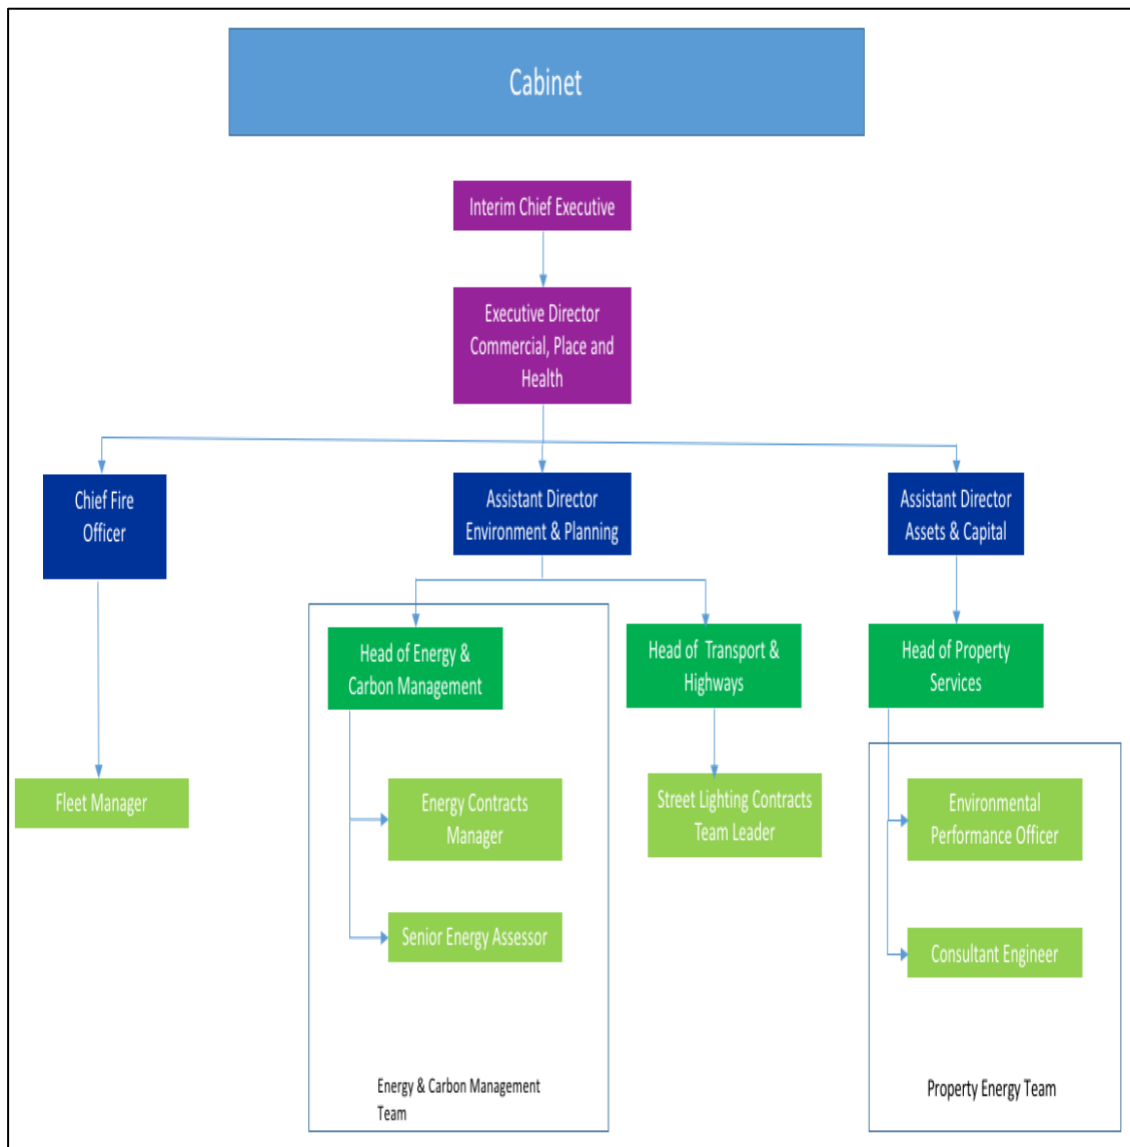 Cabinet
Interim Chief Executive
Executive Director
Commercial, Place and
Health
Chief Fire
Officer
Assistant Director
Environment & Planning
Assistant Director
Assets & Capital
Head of Energy &
Carbon Management
Head of Transport &
Highways
Head of Property
Services
Fleet Manager
Energy Contracts
Manager
Street Lighting Contracts
Team Leader
Environmental
Performance Officer
Senior Energy Assessor
Consultant Engineer
Energy & Carbon Management
Team
Property Energy Team